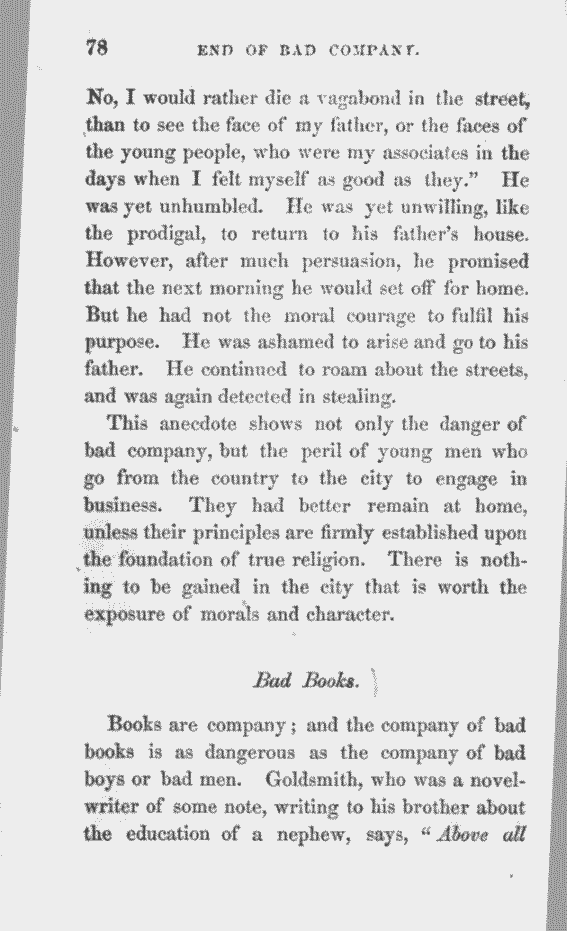 78 END OF BAD COMPANY.
No, I would rather die a vagabond in the street,
than to see the face of my father, or the faces of
the young people, who were my associates in the
days when I felt myself as good as they.” He
was yet unhumbled. He was yet unwilling, like
the prodigal, to return to his father’s house.
However, after much persuasion, he promised
that the next morning he would set off for home.
But he had not the moral courage to fulfil his
purpose. He was ashamed to arise and go to his
father. He continued to roam about the streets,
and was again detected in stealing.
This anecdote shows not only the danger of
bad company, but the peril of young men who
go from the country to the city to engage in
business. They had better remain at home,
unless their principles are firmly established upon
the foundation of true religion. There is noth-
ing to be gained in the city that is worth the
exposure of morals and character.
Bad Books.
Books are company; and the company of bad
books is as dangerous as the company of bad
boys or bad men. Goldsmith, who was a novel-
writer of some note, writing to his brother about
the education of a nephew, says, “Above all